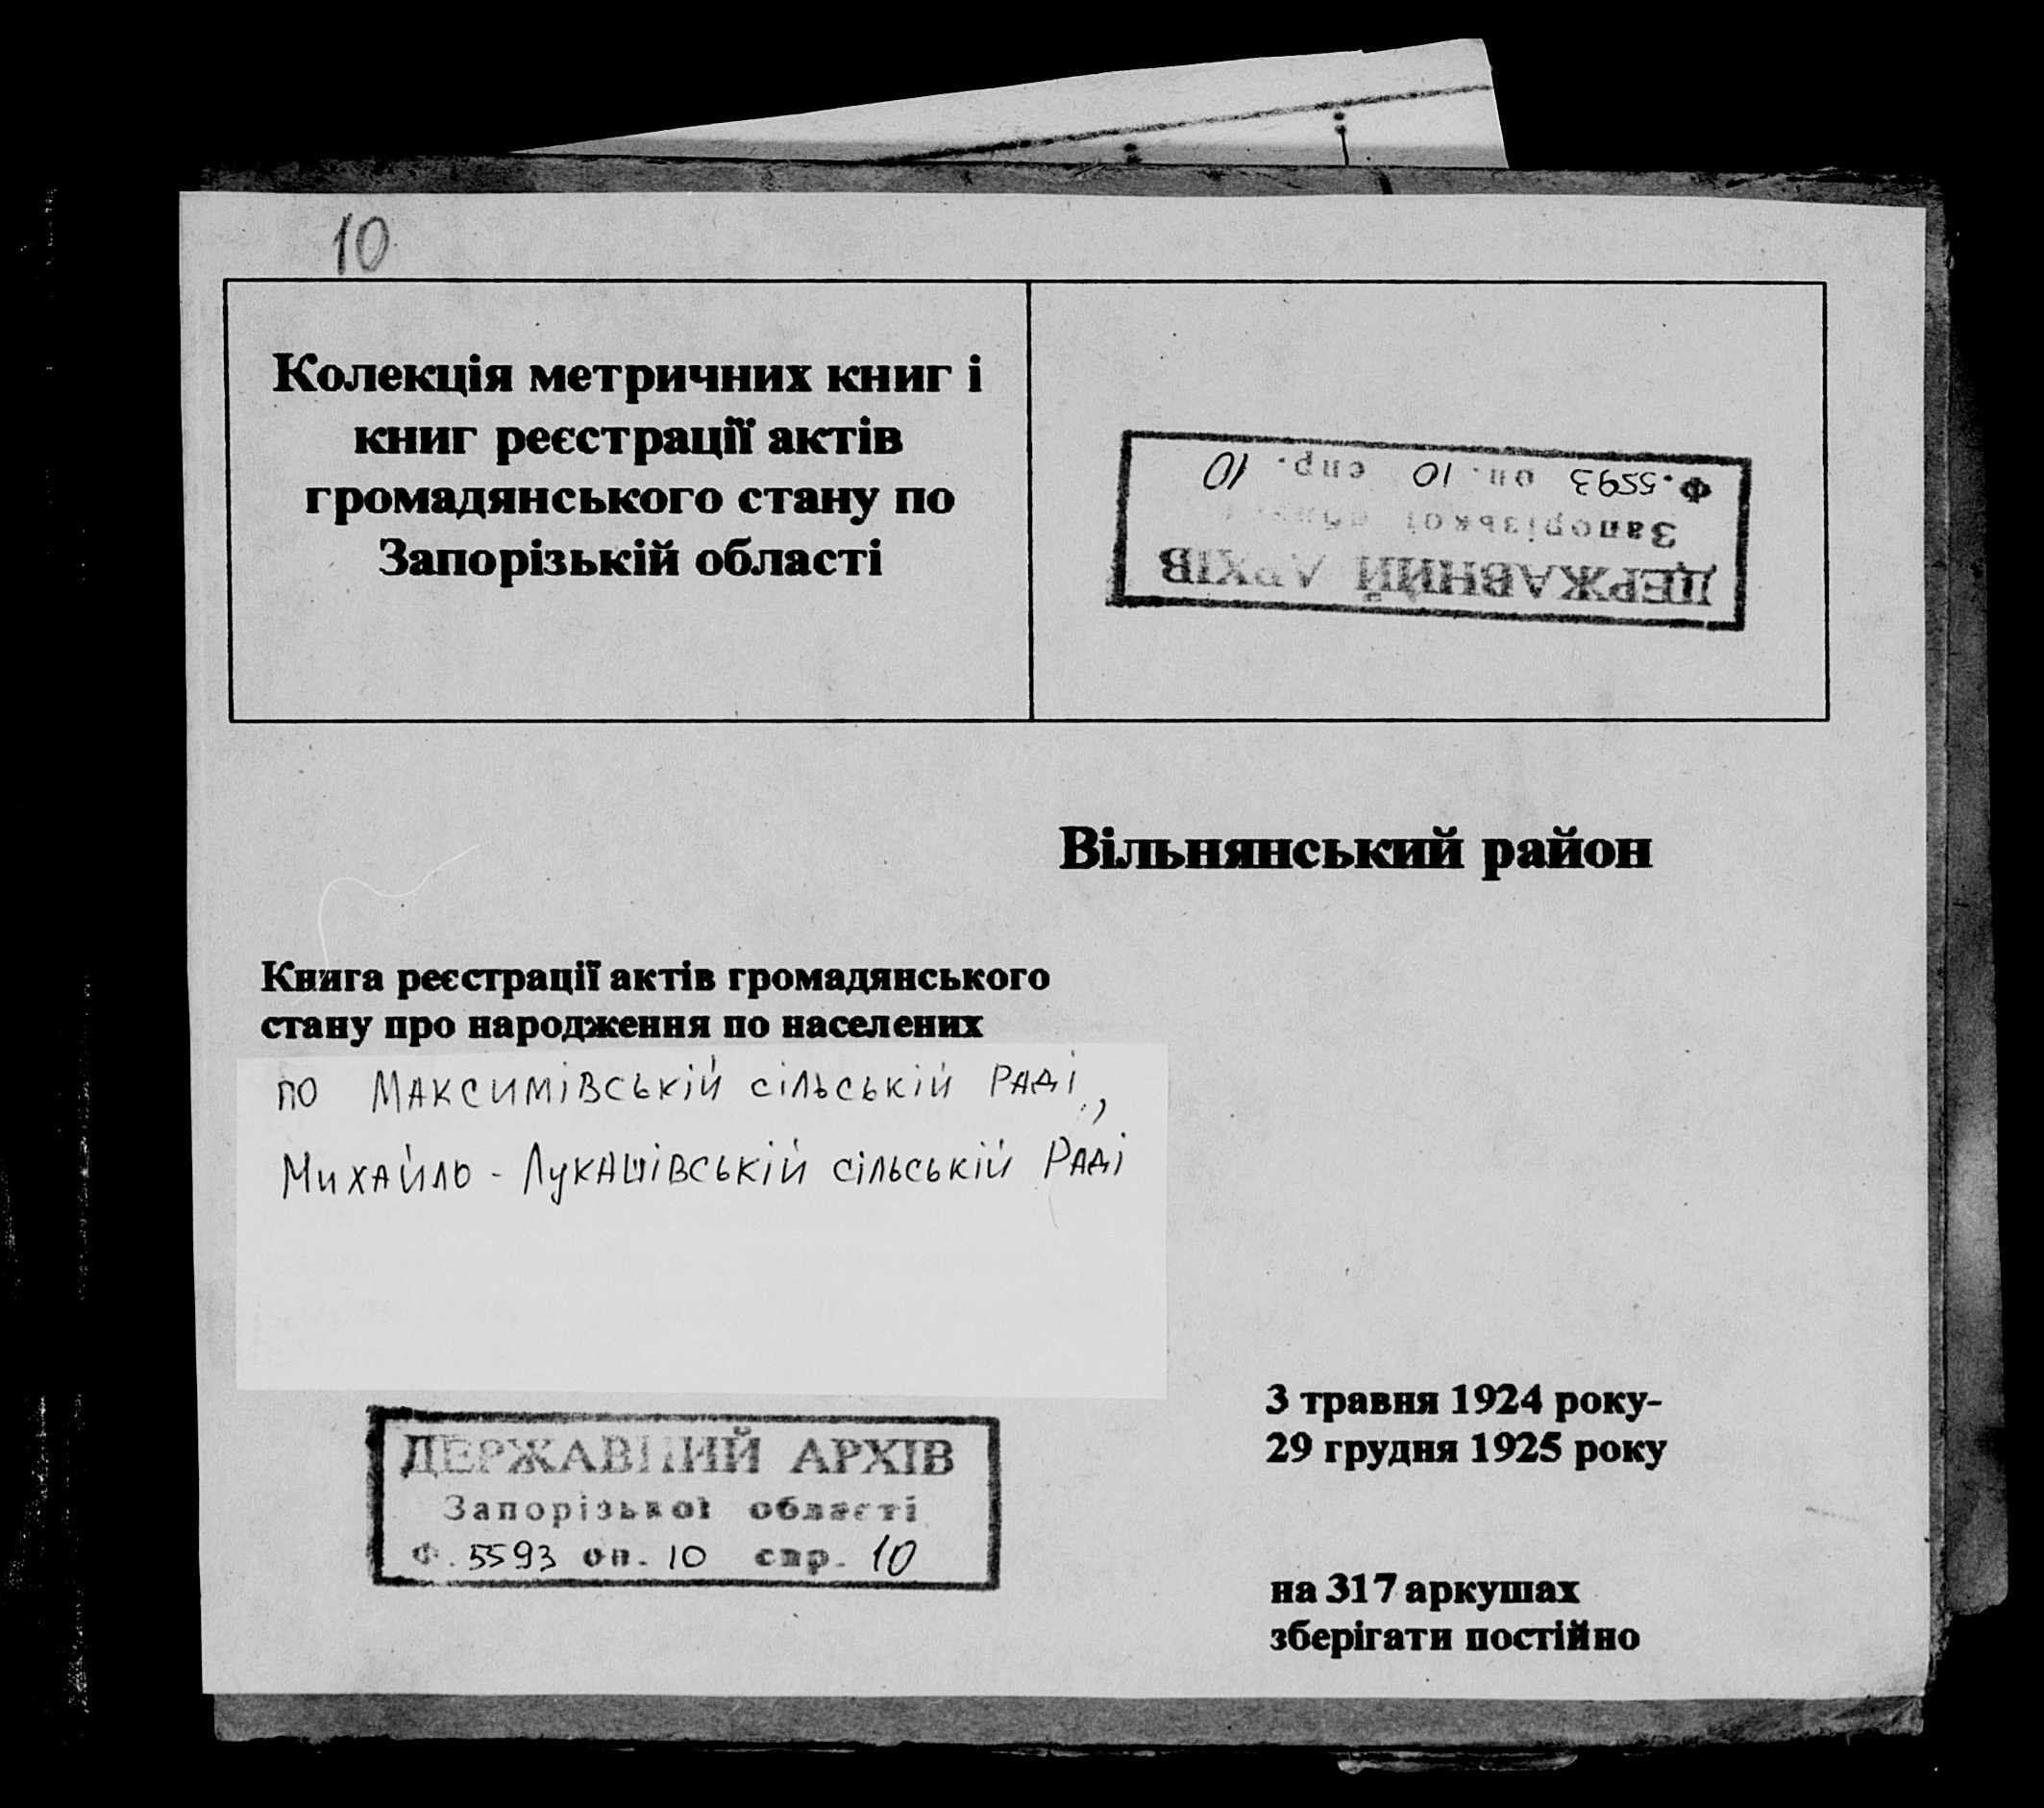 10
Колекція метричних книг і
книг реєстрації актів
громадянського стану по
Запорізькій області
ДЕРЖАВНИЙ АРХІВ
Запорізької області
Ф. 5593 оп. 10 спр. 10
Вільнянський район
Книга реєстрації актів громадянського
стану про народження по населених
по Максимівській сільській Раді,
Михайло-Лукашівській сільській Раді
3 травня 1924 року-
29 грудня 1925 року
ДЕРЖАВНИЙ АРХІВ
Запорізької області
Ф. 5593 оп. 10 спр. 10
на 317 аркушах
зберігати постійно